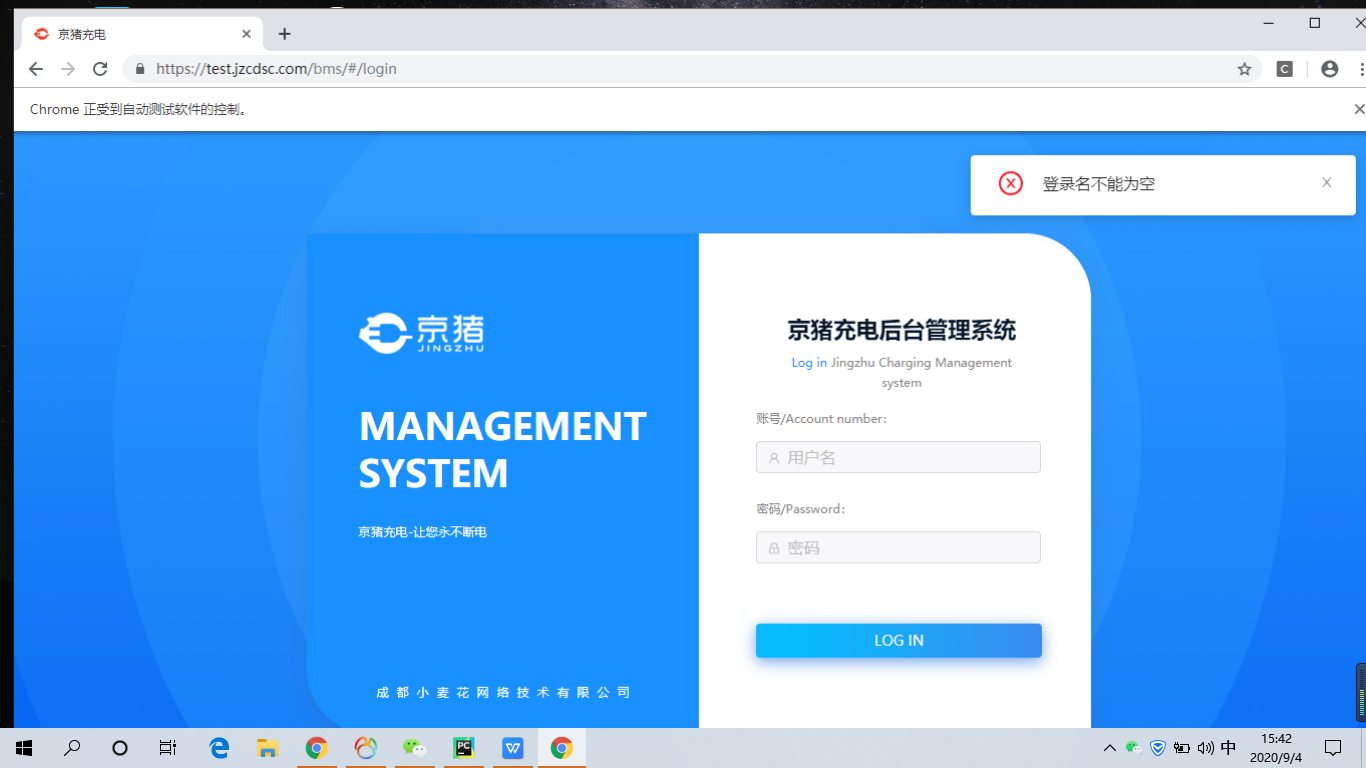 京猪充电
https://test.jzcdsc.com/bms/#/login
C
Chrome 正受到自动测试软件的控制。
登录名不能为空
京猪
JINGZHU
MANAGEMENT
SYSTEM
京猪充电-让您永不断电
成都小麦花网络技术有限公司
京猪充电后台管理系统
Log in Jingzhu Charging Management
system
账号/Account number:
用户名
密码/Password:
密码
LOG IN
PC
W
中
15:42
2020/9/4